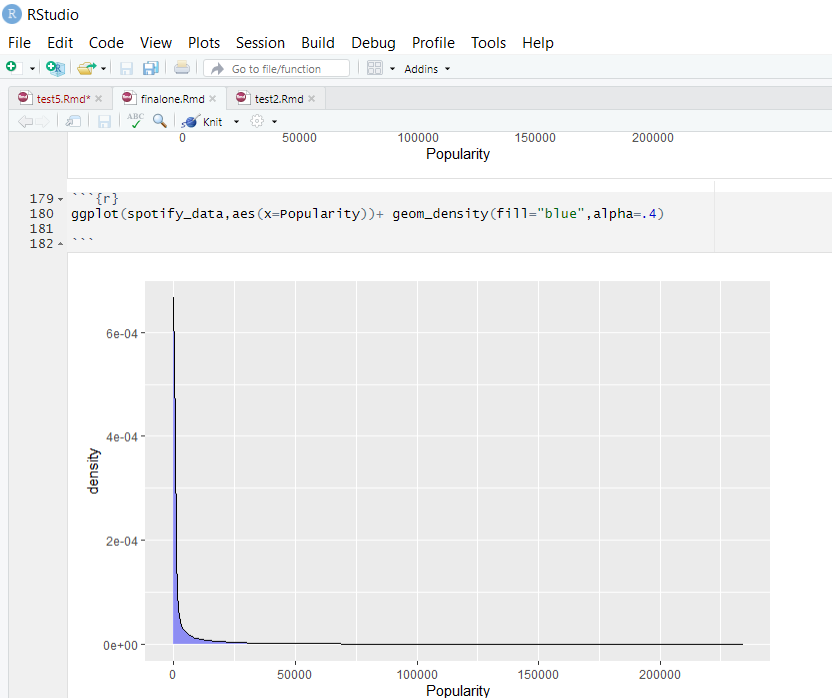 R RStudio
File Edit Code View Plots Session Build Debug Profile Tools Help
Go to file/function Addins
test5.Rmd* finalone.Rmd test2.Rmd
ABC Knit
0 50000 100000 150000 200000
Popularity
179 ```{r}
180 ggplot(spotify_data,aes(x=Popularity))+ geom_density(fill="blue",alpha=.4)
181
182 ```
6e-04
4e-04
density
2e-04
0e+00
0 50000 100000 150000 200000
Popularity